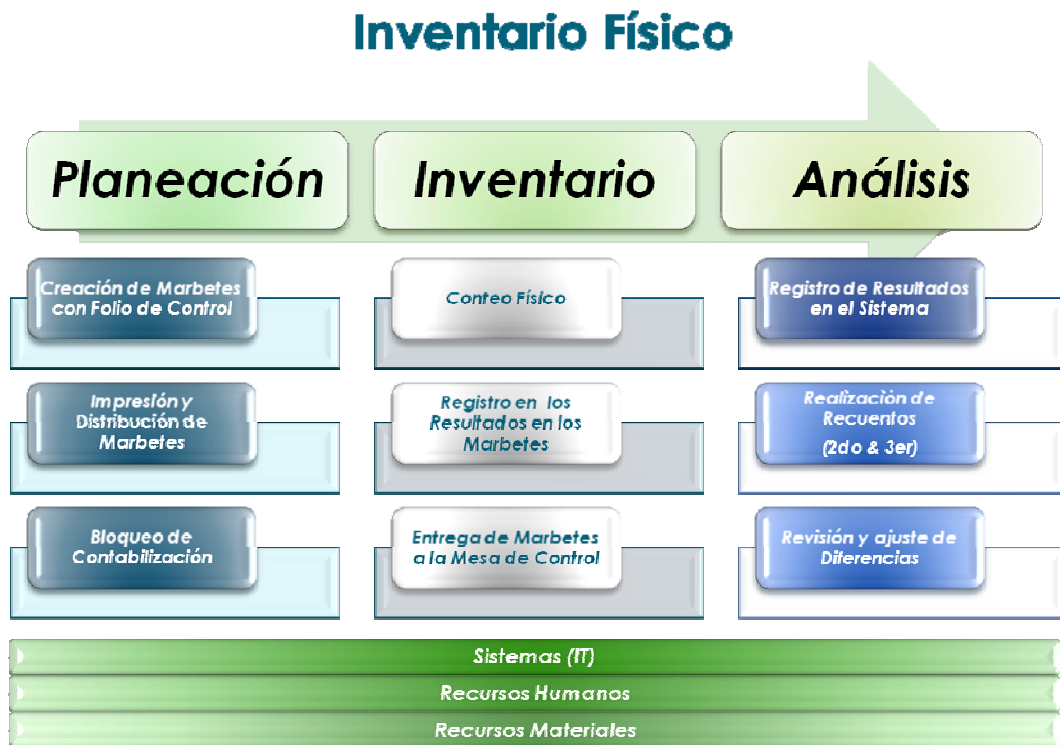 Inventario Físico
Planeación
Inventario
Análisis
Creación de Marbetes
con Folio de Control
Impresión y
Distribución de
Marbetes
Bloqueo de
Contabilización
Conteo Físico
Registro en los
Resultados en los
Marbetes
Entrega de Marbetes
a la Mesa de Control
Registro de Resultados
en el Sistema
Realización de
Recuentos
(2do & 3er)
Revisión y ajuste de
Diferencias
Sistemas (IT)
Recursos Humanos
Recursos Materiales